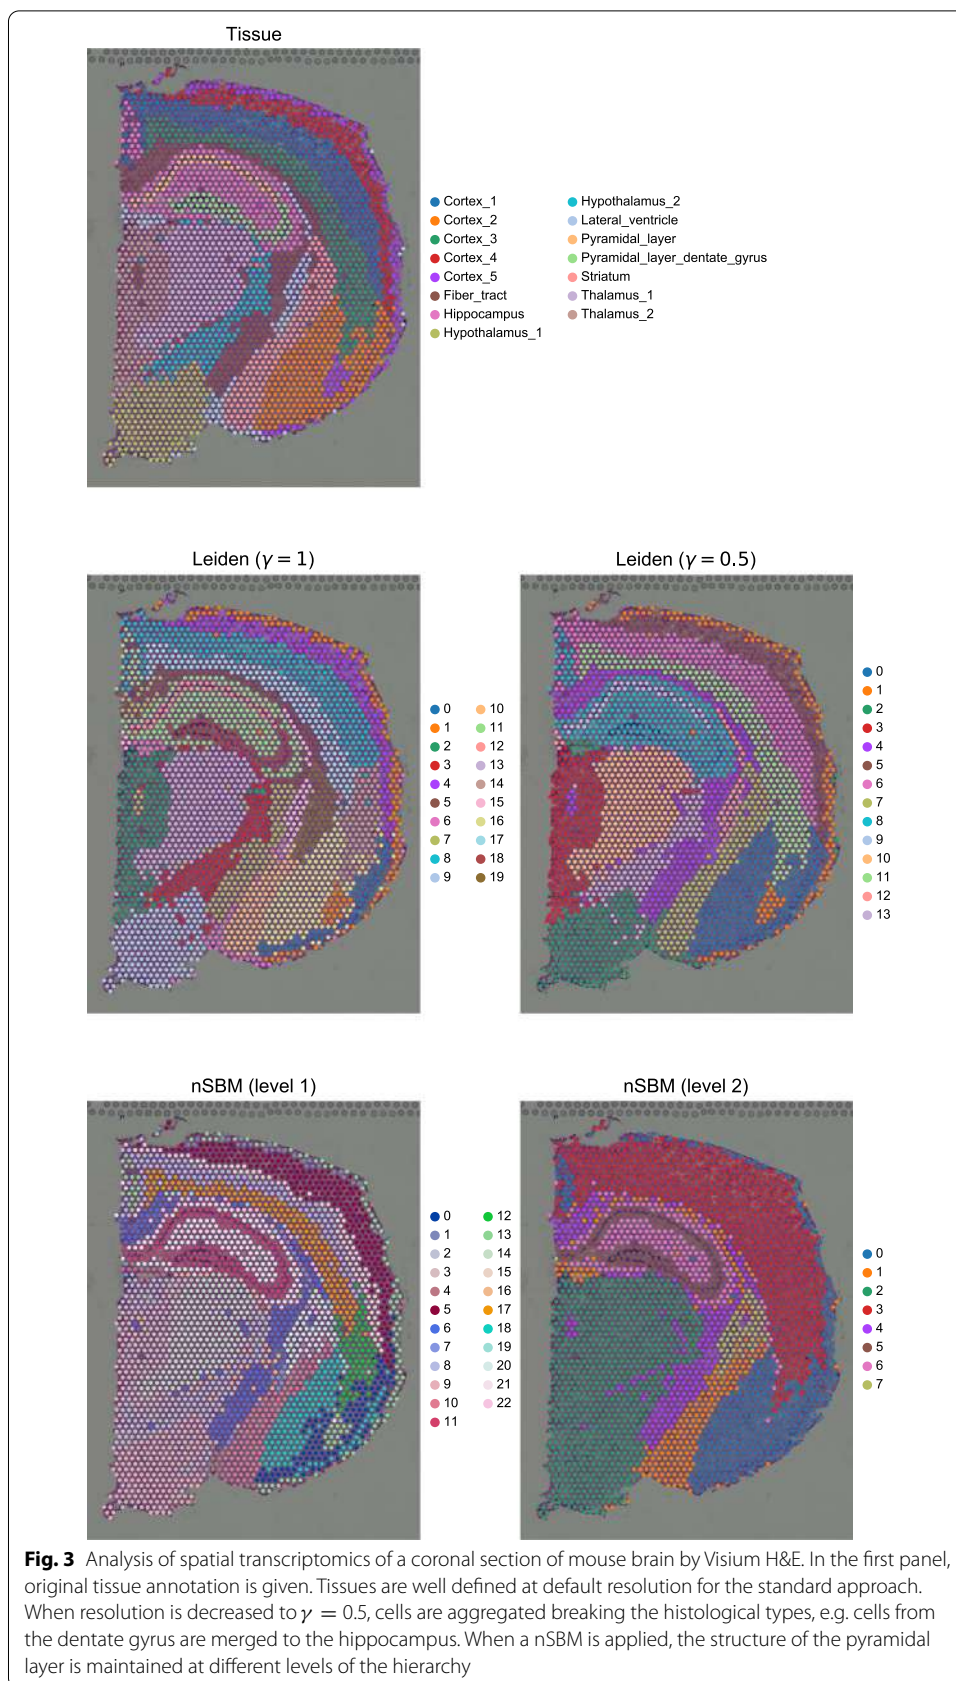 Tissue
Cortex_1
Cortex_2
Cortex_3
Cortex_4
Cortex_5
Fiber_tract
Hippocampus
Hypothalamus_1
Hypothalamus_2
Lateral_ventricle
Pyramidal_layer
Pyramidal_layer_dentate_gyrus
Striatum
Thalamus_1
Thalamus_2
Leiden (γ = 1)
0
1
2
3
4
5
6
7
8
9
10
11
12
13
14
15
16
17
18
19
Leiden (γ = 0.5)
0
1
2
3
4
5
6
7
8
9
10
11
12
13
nSBM (level 1)
0
1
2
3
4
5
6
7
8
9
10
11
12
13
14
15
16
17
18
19
20
21
22
nSBM (level 2)
0
1
2
3
4
5
6
7
Fig. 3 Analysis of spatial transcriptomics of a coronal section of mouse brain by Visium H&E. In the first panel,
original tissue annotation is given. Tissues are well defined at default resolution for the standard approach.
When resolution is decreased to γ = 0.5, cells are aggregated breaking the histological types, e.g. cells from
the dentate gyrus are merged to the hippocampus. When a nSBM is applied, the structure of the pyramidal
layer is maintained at different levels of the hierarchy